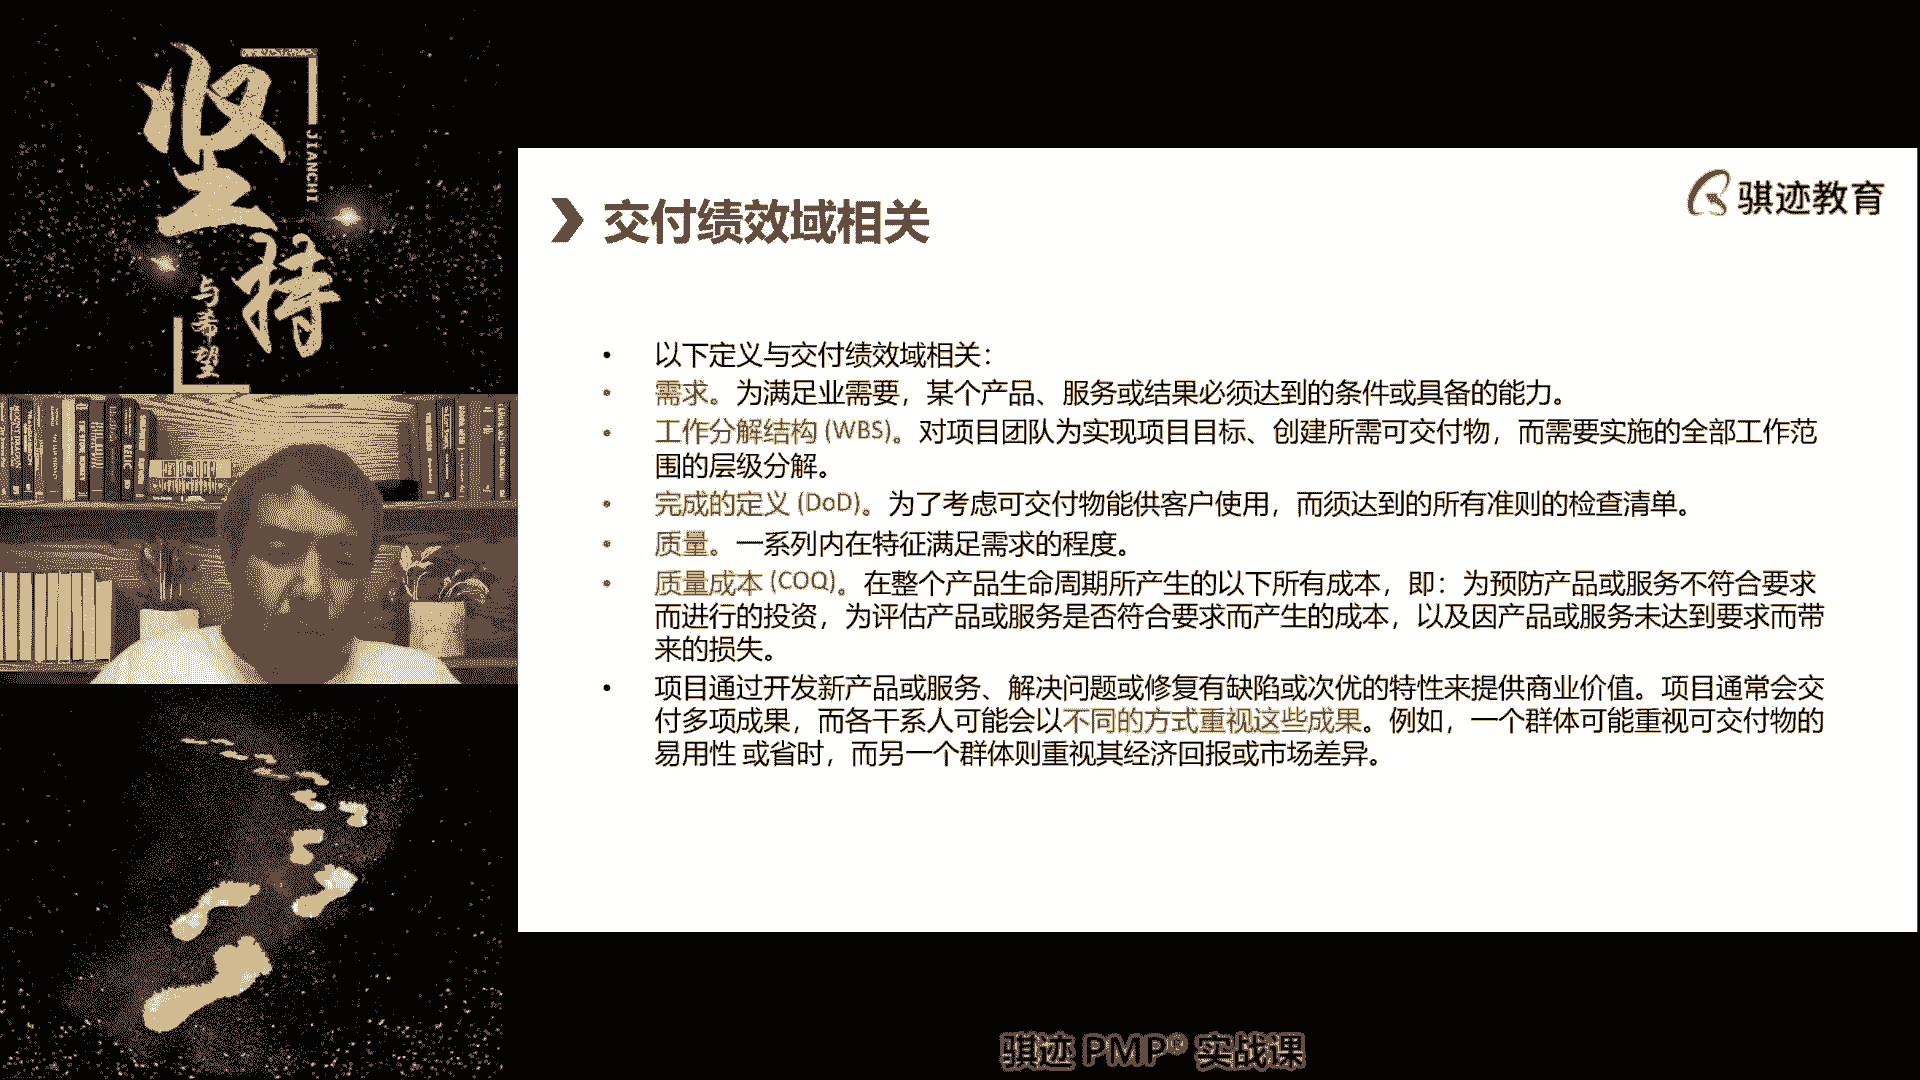 坚持
JIANCHI
与希望
骐迹教育
交付绩效域相关
• 以下定义与交付绩效域相关：
• 需求。为满足业需要，某个产品、服务或结果必须达到的条件或具备的能力。
• 工作分解结构 (WBS)。对项目团队为实现项目目标、创建所需可交付物，而需要实施的全部工作范
围的层级分解。
• 完成的定义 (DoD)。为了考虑可交付物能供客户使用，而须达到的所有准则的检查清单。
• 质量。一系列内在特征满足需求的程度。
• 质量成本 (COQ)。在整个产品生命周期所产生的以下所有成本，即：为预防产品或服务不符合要求
而进行的投资，为评估产品或服务是否符合要求而产生的成本，以及因产品或服务未达到要求而带
来的损失。
• 项目通过开发新产品或服务、解决问题或修复有缺陷或次优的特性来提供商业价值。项目通常会交
付多项成果，而各干系人可能会以不同的方式重视这些成果。例如，一个群体可能重视可交付物的
易用性 或省时，而另一个群体则重视其经济回报或市场差异。
骐迹 PMP® 实战课